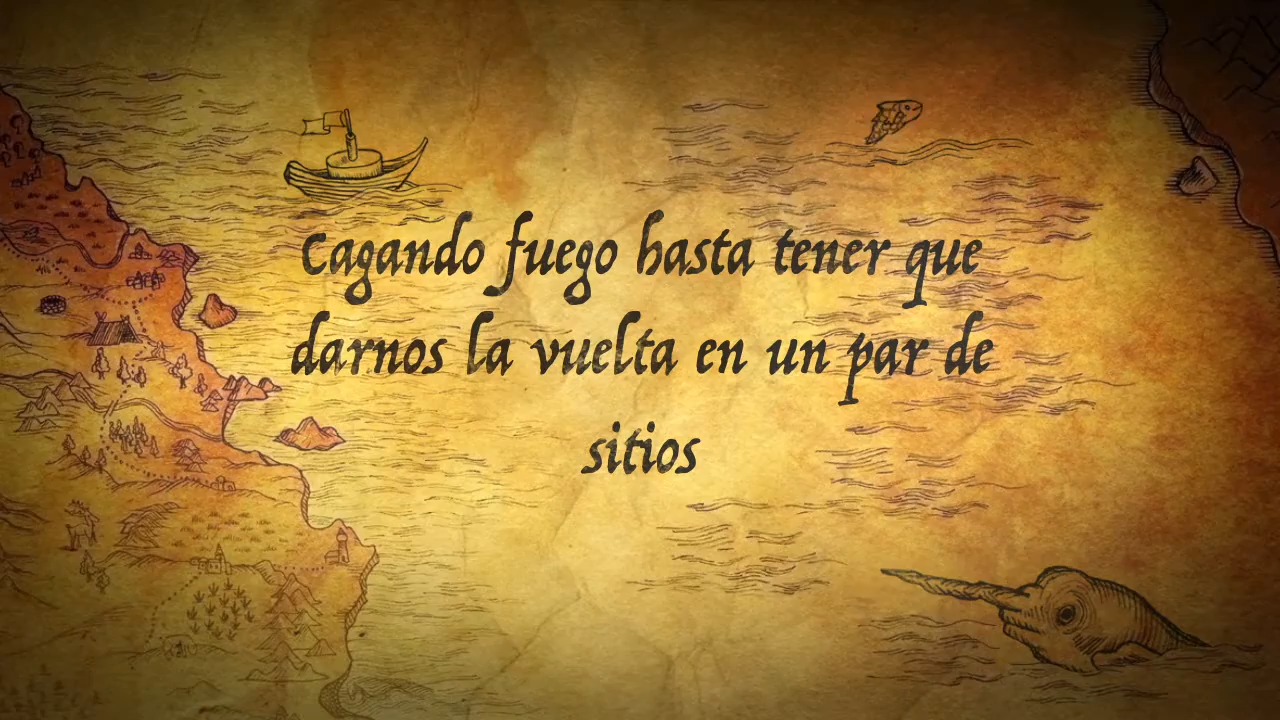 Cagando fuego hasta tener que
darnos la vuelta en un par de
sitios